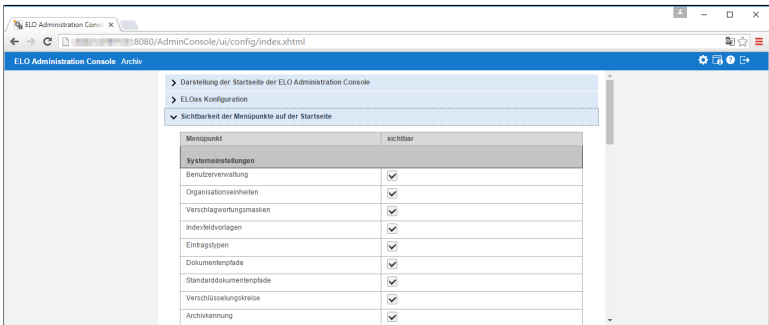 ELO Administration Cons
:8080/AdminConsole/ui/config/index.xhtml
ELO Administration Console Archiv
Darstellung der Startseite der ELO Administration Console
ELOas Konfiguration
Sichtbarkeit der Menüpunkte auf der Startseite
Menüpunkt sichtbar
Systemeinstellungen
Benutzerverwaltung
Organisationseinheiten
Verschlagwortungsmasken
Indexfeldvorlagen
Eintragstypen
Dokumentenpfade
Standarddokumentenpfade
Verschlüsselungskreise
Archivkennung